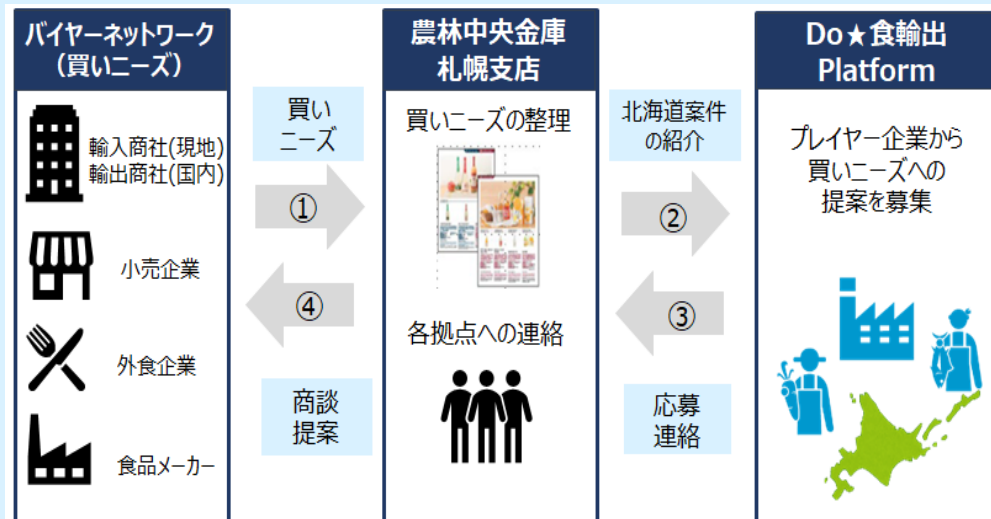 バイヤーネットワーク
（買いニーズ）
輸入商社(現地)
輸出商社(国内)
小売企業
外食企業
食品メーカー
買い
ニーズ
①
④
商談
提案
農林中央金庫
札幌支店
買いニーズの整理
各拠点への連絡
北海道案件
の紹介
②
③
応募
連絡
Do★食輸出
Platform
プレイヤー企業から
買いニーズへの
提案を募集